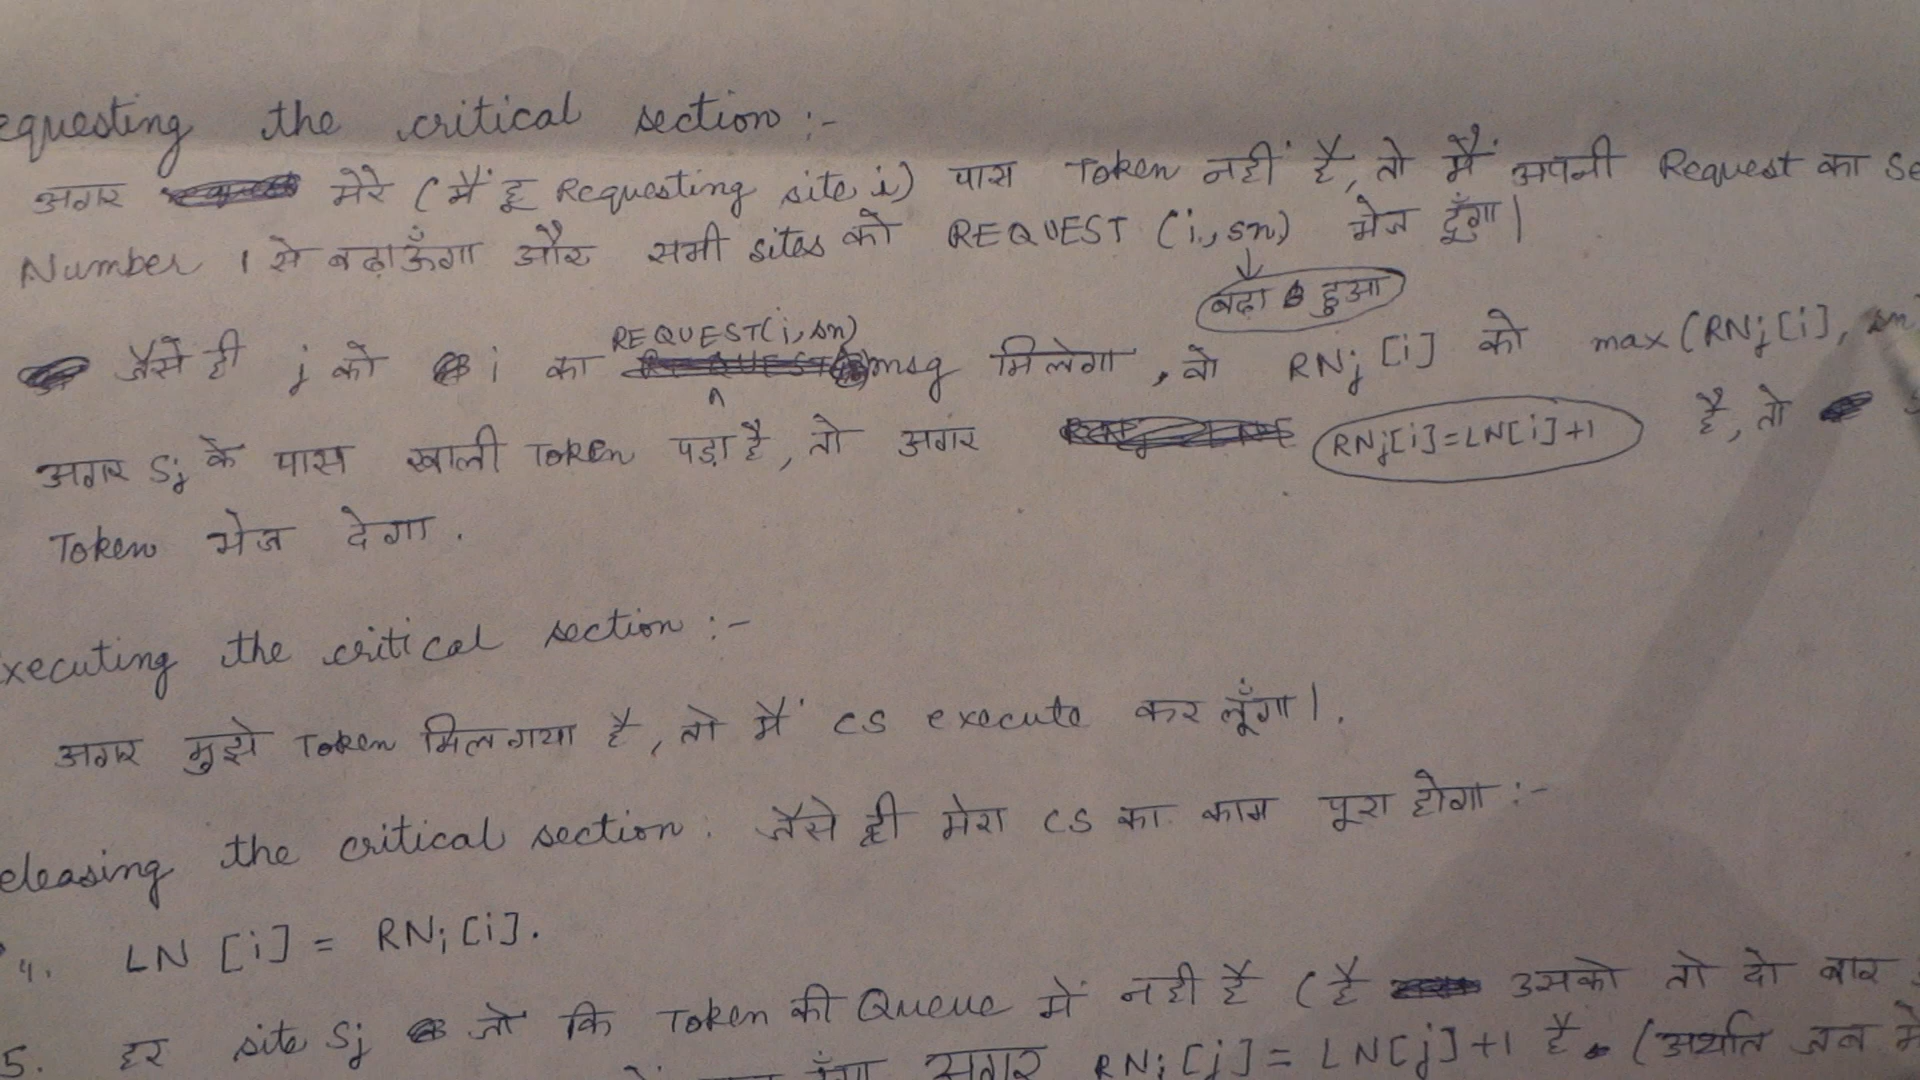 equesting the critical section :-
अगर मेरे (मैं हू Requesting site i) पास Token नहीं है, तो मैं अपनी Request का Se
Number 1 से बढ़ाऊँगा और सभी sites को REQUEST (i, sn) भेज दूँगा।
बढ़ा हुआ
REQUEST(i, sn)
जैसे ही j को i का msg मिलेगा, वो RNj [i] को max (RNj[i], sn
अगर Sj के पास खाली Token पड़ा है, तो अगर RNj[i]=LN[i]+1 है, तो
Token भेज देगा.
xecuting the critical section :-
अगर मुझे Token मिल गया है, तो मैं CS execute कर लूँगा।.
eleasing the critical section : जैसे ही मेरा CS का काम पूरा होगा :-
4. LN [i] = RNi [i].
5. हर site Sj जो कि Token की Queue में नही है (है उसको तो दो बार
अगर RNi[j] = LN[j]+1 है. (अर्थात जब मे